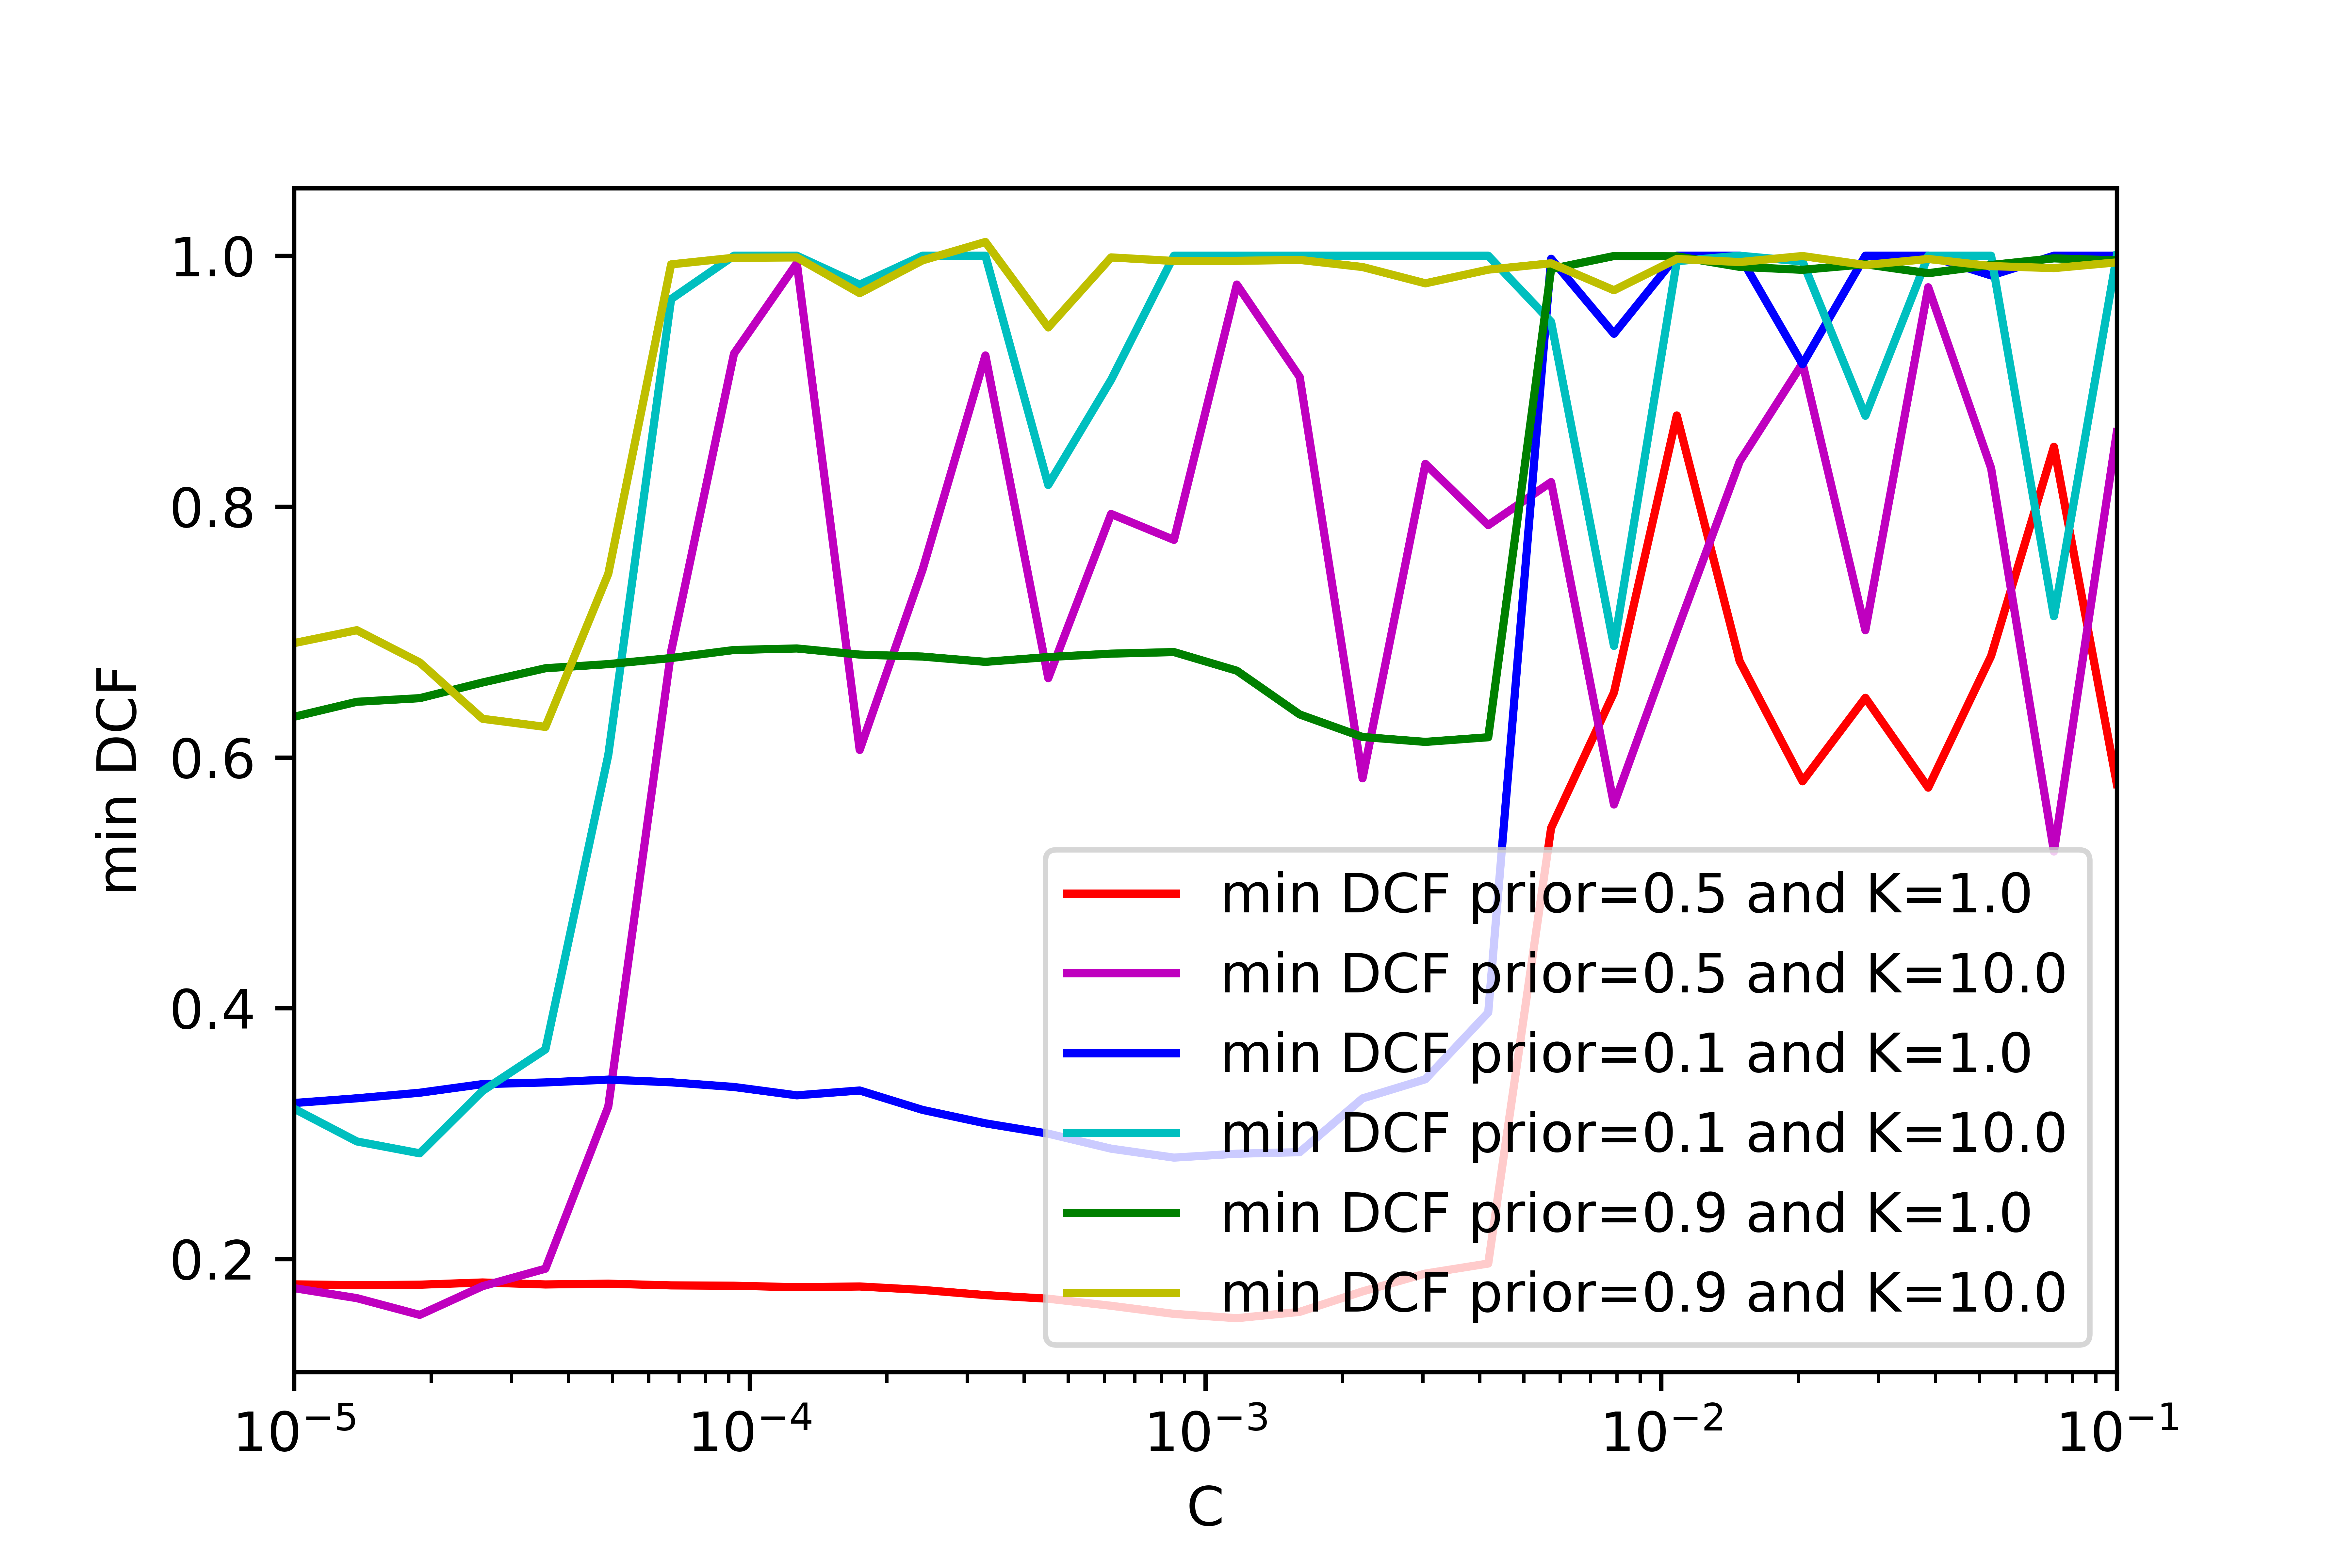 1.0
0.8
0.6
0.4
0.2
min DCF
min DCF prior=0.5 and K=1.0
min DCF prior=0.5 and K=10.0
min DCF prior=0.1 and K=1.0
min DCF prior=0.1 and K=10.0
min DCF prior=0.9 and K=1.0
min DCF prior=0.9 and K=10.0
10⁻⁵ 10⁻⁴ 10⁻³ 10⁻² 10⁻¹
C